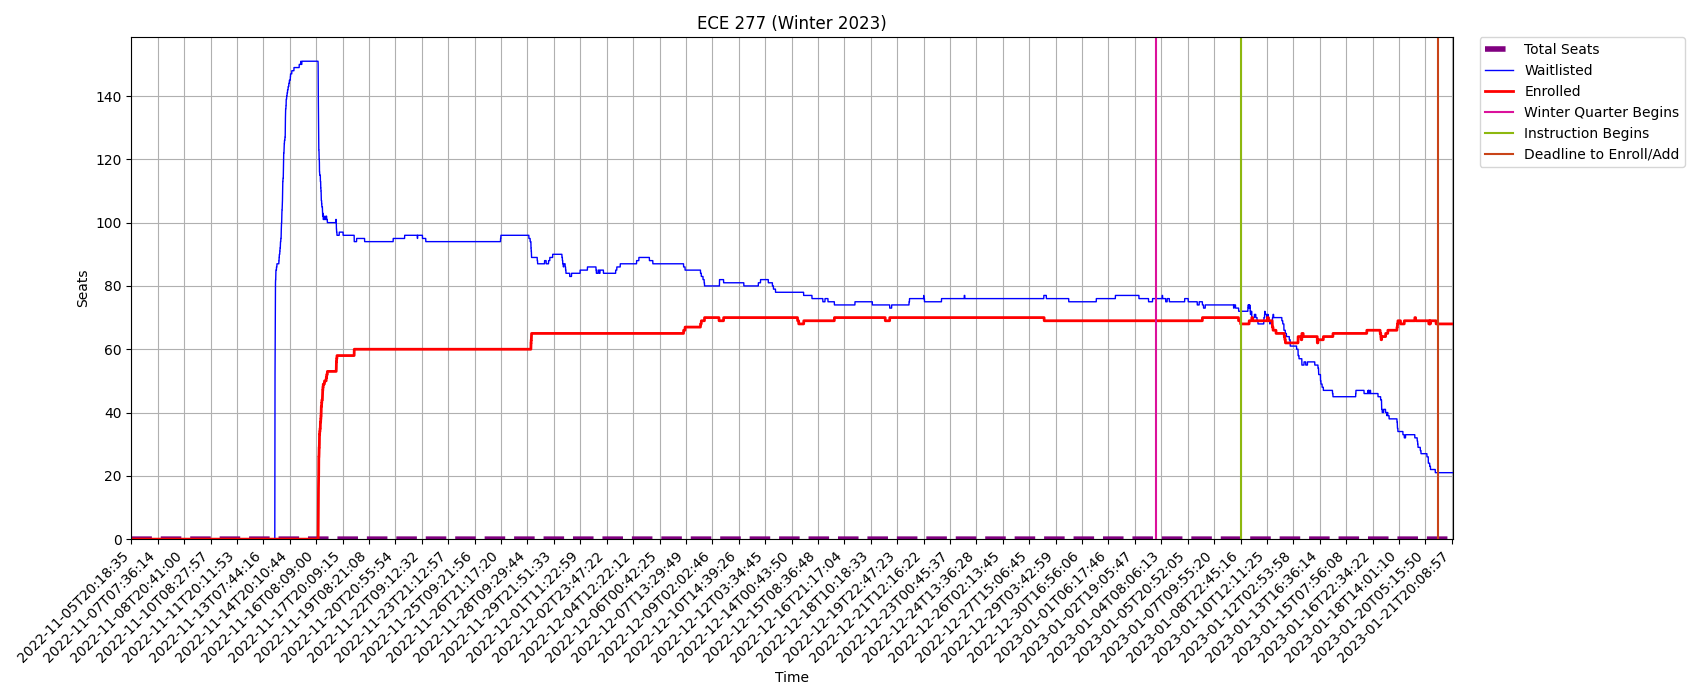 ECE 277 (Winter 2023)
Total Seats
Waitlisted
Enrolled
Winter Quarter Begins
Instruction Begins
Deadline to Enroll/Add
Seats
140
120
100
80
60
40
20
0
2022-11-05T20:18:35
2022-11-07T07:36:14
2022-11-08T20:41:00
2022-11-10T08:27:57
2022-11-11T20:11:53
2022-11-13T07:44:16
2022-11-14T20:10:44
2022-11-16T08:09:00
2022-11-17T20:09:15
2022-11-19T08:21:08
2022-11-20T20:55:54
2022-11-22T09:12:32
2022-11-23T21:12:57
2022-11-25T09:21:56
2022-11-26T21:17:20
2022-11-28T09:29:44
2022-11-29T21:51:33
2022-12-01T11:22:59
2022-12-02T23:47:22
2022-12-04T12:22:12
2022-12-06T00:42:25
2022-12-07T13:29:49
2022-12-09T02:02:46
2022-12-10T14:39:26
2022-12-12T03:34:45
2022-12-14T00:43:50
2022-12-15T08:36:48
2022-12-16T21:17:04
2022-12-18T10:18:33
2022-12-19T22:47:23
2022-12-21T12:16:22
2022-12-23T00:45:37
2022-12-24T13:36:28
2022-12-26T02:13:45
2022-12-27T15:06:45
2022-12-29T03:42:59
2022-12-30T16:56:06
2023-01-01T06:17:46
2023-01-02T19:05:47
2023-01-04T08:06:13
2023-01-05T20:52:05
2023-01-07T09:55:20
2023-01-08T22:45:16
2023-01-10T12:11:25
2023-01-12T02:53:58
2023-01-13T16:36:14
2023-01-15T07:56:08
2023-01-16T22:34:22
2023-01-18T14:01:10
2023-01-20T05:15:50
2023-01-21T20:08:57
Time